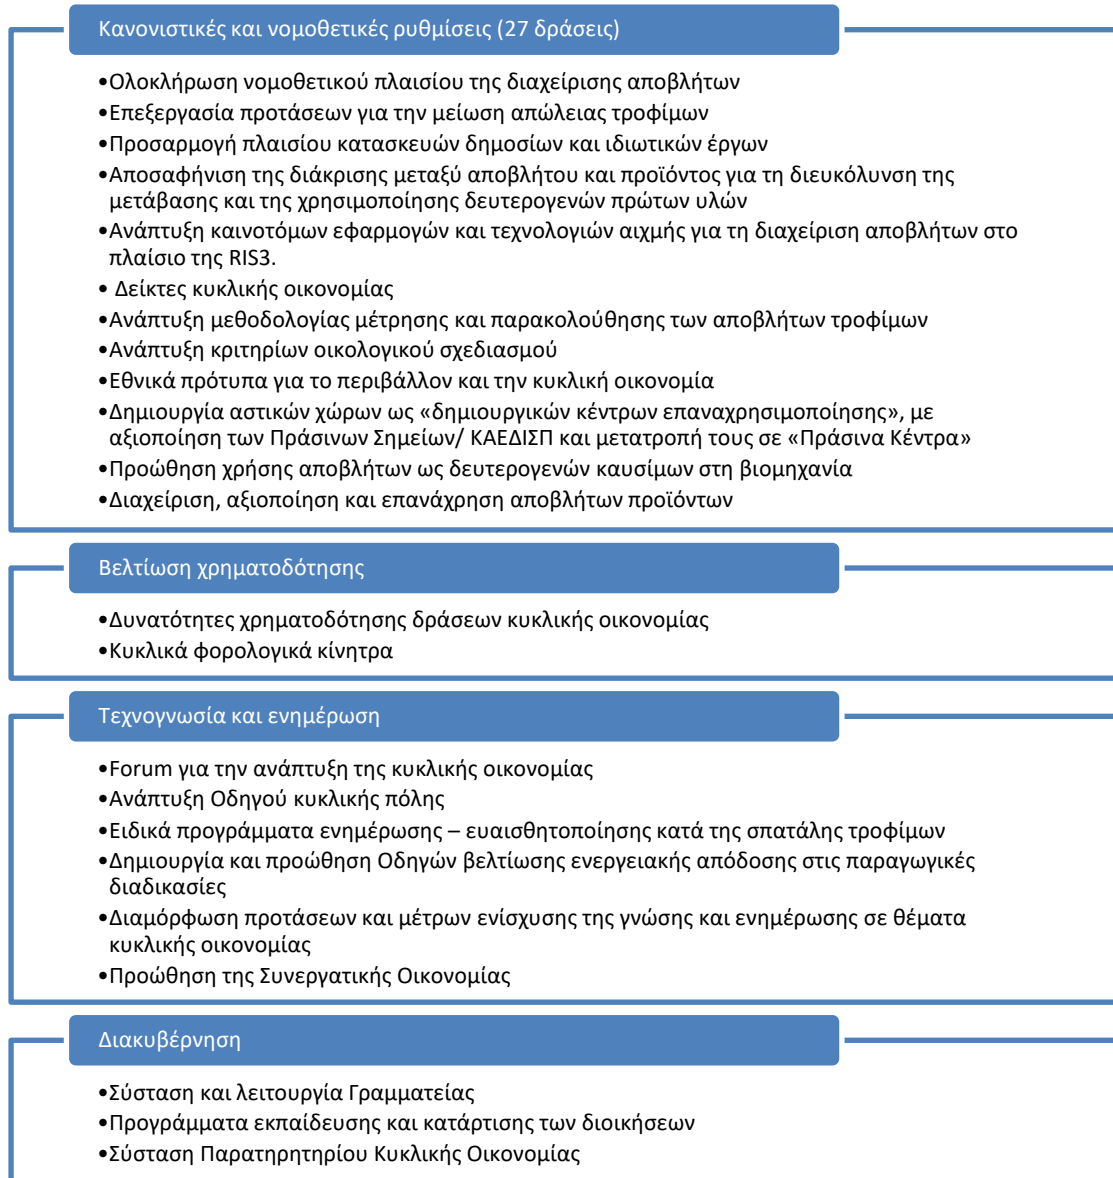 Κανονιστικές και νομοθετικές ρυθμίσεις (27 δράσεις)
•Ολοκλήρωση νομοθετικού πλαισίου της διαχείρισης αποβλήτων
•Επεξεργασία προτάσεων για την μείωση απώλειας τροφίμων
•Προσαρμογή πλαισίου κατασκευών δημοσίων και ιδιωτικών έργων
•Αποσαφήνιση της διάκρισης μεταξύ αποβλήτου και προϊόντος για τη διευκόλυνση της
μετάβασης και της χρησιμοποίησης δευτερογενών πρώτων υλών
•Ανάπτυξη καινοτόμων εφαρμογών και τεχνολογιών αιχμής για τη διαχείριση αποβλήτων στο
πλαίσιο της RIS3.
• Δείκτες κυκλικής οικονομίας
•Ανάπτυξη μεθοδολογίας μέτρησης και παρακολούθησης των αποβλήτων τροφίμων
•Ανάπτυξη κριτηρίων οικολογικού σχεδιασμού
•Εθνικά πρότυπα για το περιβάλλον και την κυκλική οικονομία
•Δημιουργία αστικών χώρων ως «δημιουργικών κέντρων επαναχρησιμοποίησης», με
αξιοποίηση των Πράσινων Σημείων/ ΚΑΕΔΙΣΠ και μετατροπή τους σε «Πράσινα Κέντρα»
•Προώθηση χρήσης αποβλήτων ως δευτερογενών καυσίμων στη βιομηχανία
•Διαχείριση, αξιοποίηση και επανάχρηση αποβλήτων προϊόντων
Βελτίωση χρηματοδότησης
•Δυνατότητες χρηματοδότησης δράσεων κυκλικής οικονομίας
•Κυκλικά φορολογικά κίνητρα
Τεχνογνωσία και ενημέρωση
•Forum για την ανάπτυξη της κυκλικής οικονομίας
•Ανάπτυξη Οδηγού κυκλικής πόλης
•Ειδικά προγράμματα ενημέρωσης – ευαισθητοποίησης κατά της σπατάλης τροφίμων
•Δημιουργία και προώθηση Οδηγών βελτίωσης ενεργειακής απόδοσης στις παραγωγικές
διαδικασίες
•Διαμόρφωση προτάσεων και μέτρων ενίσχυσης της γνώσης και ενημέρωσης σε θέματα
κυκλικής οικονομίας
•Προώθηση της Συνεργατικής Οικονομίας
Διακυβέρνηση
•Σύσταση και λειτουργία Γραμματείας
•Προγράμματα εκπαίδευσης και κατάρτισης των διοικήσεων
•Σύσταση Παρατηρητηρίου Κυκλικής Οικονομίας